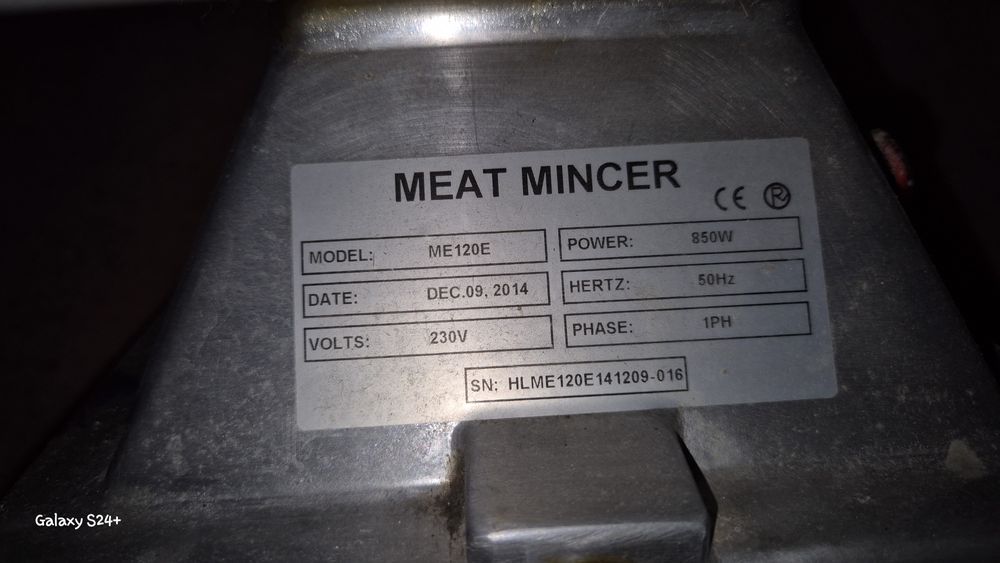 MEAT MINCER
CE R
MODEL: ME120E
POWER: 850W
DATE: DEC.09, 2014
HERTZ: 50Hz
VOLTS: 230V
PHASE: 1PH
SN: HLME120E141209-016
Galaxy S24+